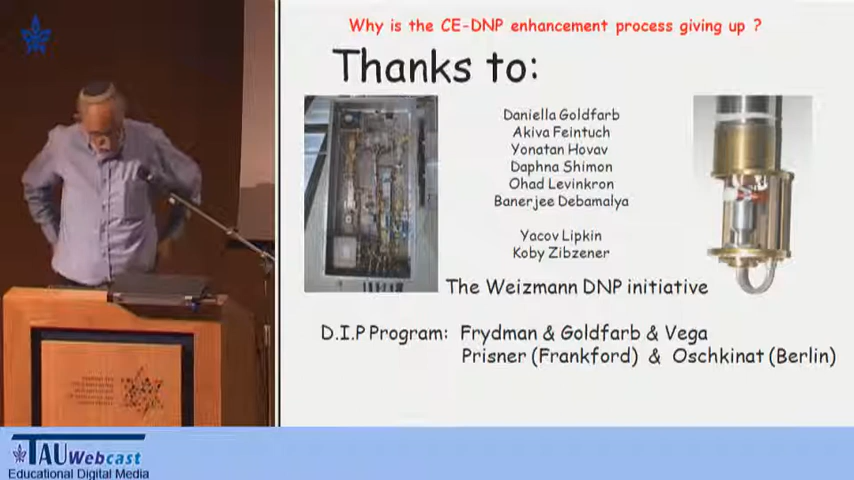 Why is the CE-DNP enhancement process giving up ?
Thanks to:
Daniella Goldfarb
Akiva Feintuch
Yonatan Hovav
Daphna Shimon
Ohad Levinkron
Banerjee Debamalya
Yacov Lipkin
Koby Zibzener
The Weizmann DNP initiative
D.I.P Program: Frydman & Goldfarb & Vega
Prisner (Frankford) & Oschkinat (Berlin)
TAU Webcast
Educational Digital Media